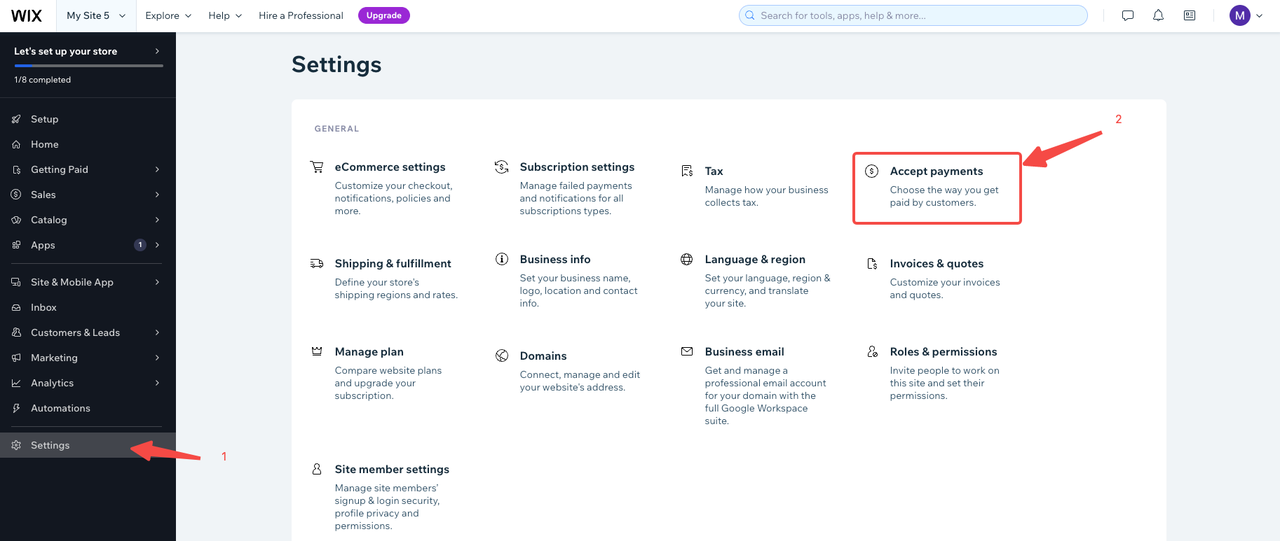 WIX
My Site 5
Explore
Help
Hire a Professional
Upgrade
Search for tools, apps, help & more...
M
Let's set up your store
1/8 completed
Setup
Home
Getting Paid
Sales
Catalog
Apps
1
Site & Mobile App
Inbox
Customers & Leads
Marketing
Analytics
Automations
Settings
1
Settings
GENERAL
2
eCommerce settings
Customize your checkout,
notifications, policies and
more.
Subscription settings
Manage failed payments
and notifications for all
subscriptions types.
Tax
Manage how your business
collects tax.
Accept payments
Choose the way you get
paid by customers.
Shipping & fulfillment
Define your store's
shipping regions and rates.
Business info
Set your business name,
logo, location and contact
info.
Language & region
Set your language, region &
currency, and translate
your site.
Invoices & quotes
Customize your invoices
and quotes.
Manage plan
Compare website plans
and upgrade your
subscription.
Domains
Connect, manage and edit
your website's address.
Business email
Get and manage a
professional email account
for your domain with the
full Google Workspace
suite.
Roles & permissions
Invite people to work on
this site and set their
permissions.
Site member settings
Manage site members'
signup & login security,
profile privacy and
permissions.